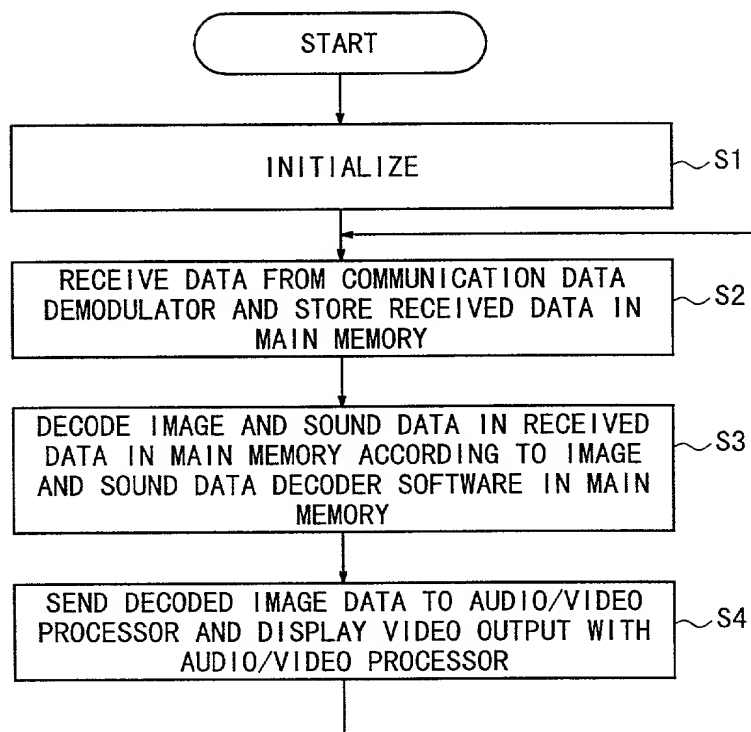 START
INITIALIZE
S1
RECEIVE DATA FROM COMMUNICATION DATA
DEMODULATOR AND STORE RECEIVED DATA IN
MAIN MEMORY
S2
DECODE IMAGE AND SOUND DATA IN RECEIVED
DATA IN MAIN MEMORY ACCORDING TO IMAGE
AND SOUND DATA DECODER SOFTWARE IN MAIN
MEMORY
S3
SEND DECODED IMAGE DATA TO AUDIO/VIDEO
PROCESSOR AND DISPLAY VIDEO OUTPUT WITH
AUDIO/VIDEO PROCESSOR
S4